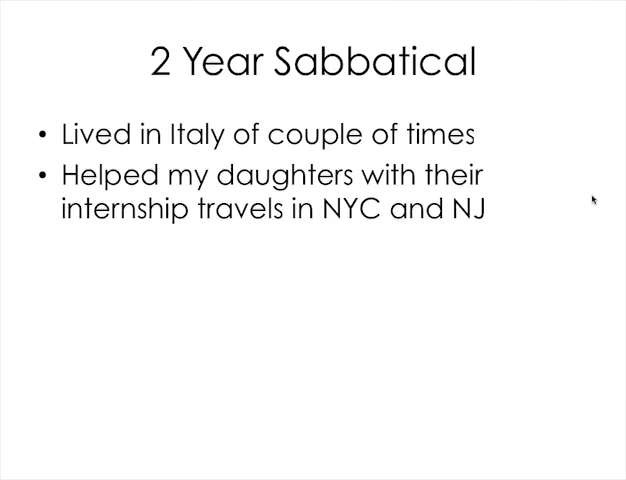 2 Year Sabbatical
• Lived in Italy of couple of times
• Helped my daughters with their
internship travels in NYC and NJ